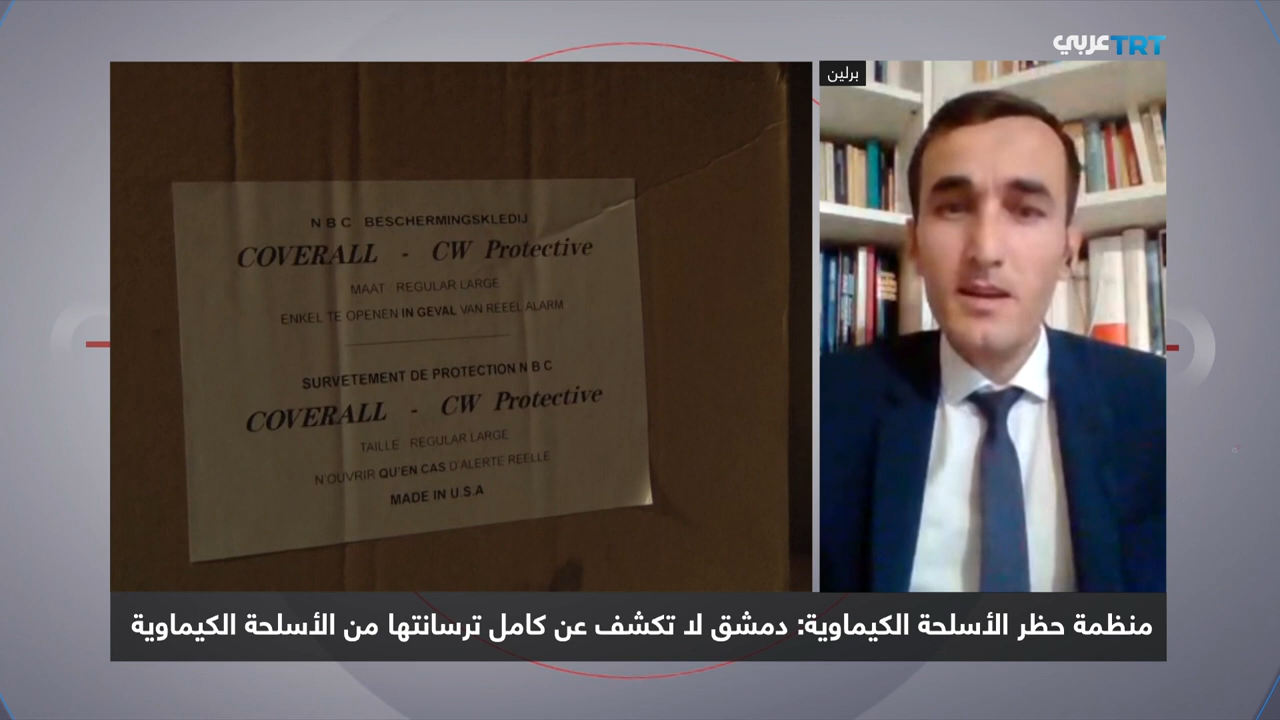 TRT عربي
برلين
N B C BESCHERMINGSKLEDIJ
COVERALL - CW Protective
MAAT REGULAR LARGE
ENKEL TE OPENEN IN GEVAL VAN REEEL ALARM
SURVETEMENT DE PROTECTION N B C
COVERALL - CW Protective
TAILLE REGULAR LARGE
N'OUVRIR QU'EN CAS D'ALERTE REELLE
MADE IN U.S.A
منظمة حظر الأسلحة الكيماوية: دمشق لا تكشف عن كامل ترسانتها من الأسلحة الكيماوية